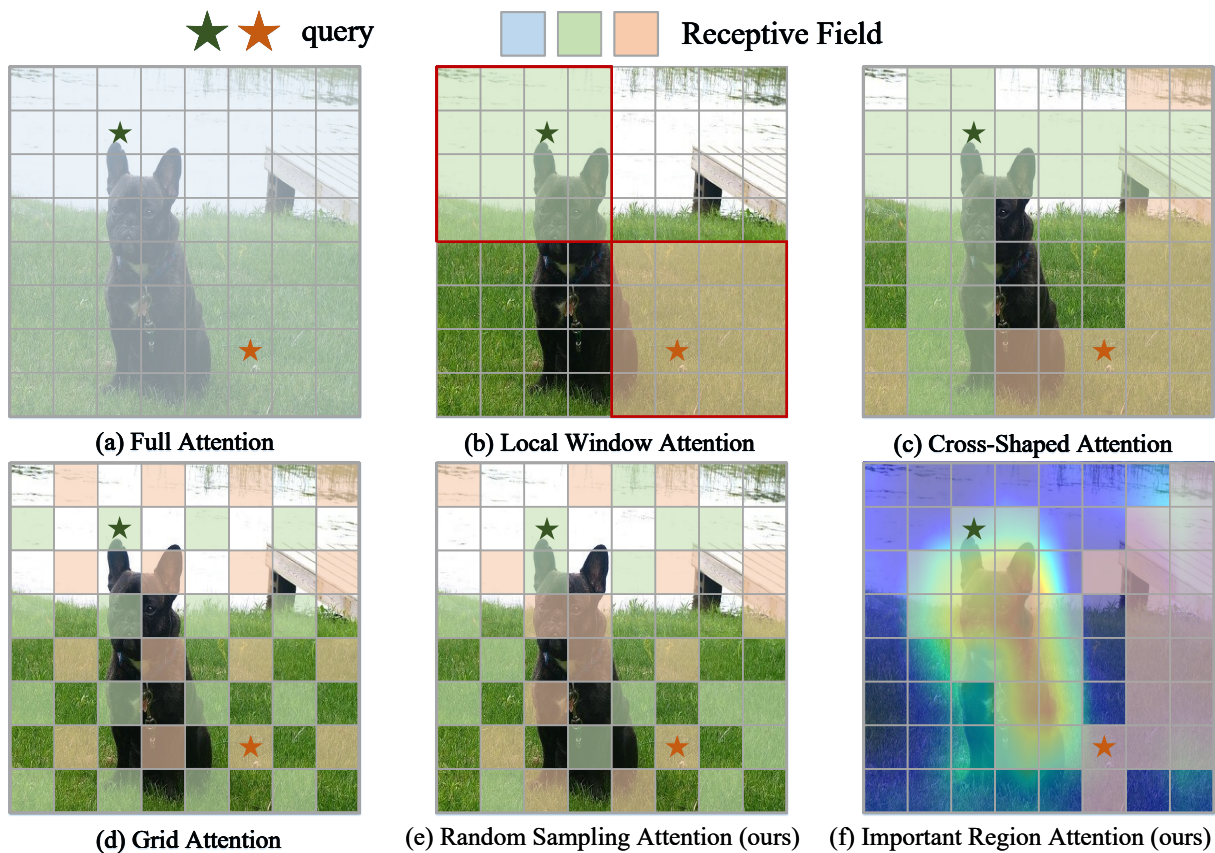 query
Receptive Field
(a) Full Attention
(b) Local Window Attention
(c) Cross-Shaped Attention
(d) Grid Attention
(e) Random Sampling Attention (ours)
(f) Important Region Attention (ours)